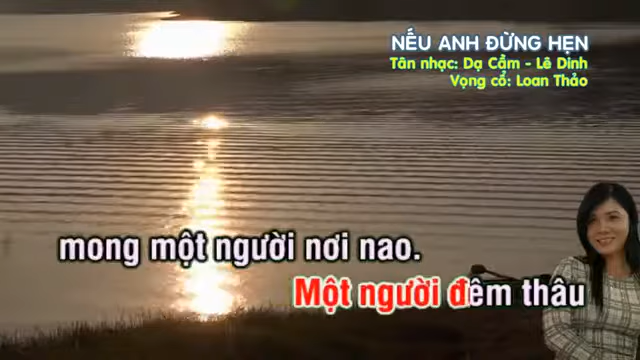 NẾU ANH ĐỪNG HẸN
Tân nhạc: Dạ Cầm - Lê Dinh
Vọng cổ: Loan Thảo
mong một người nơi nao.
Một người đêm thâu